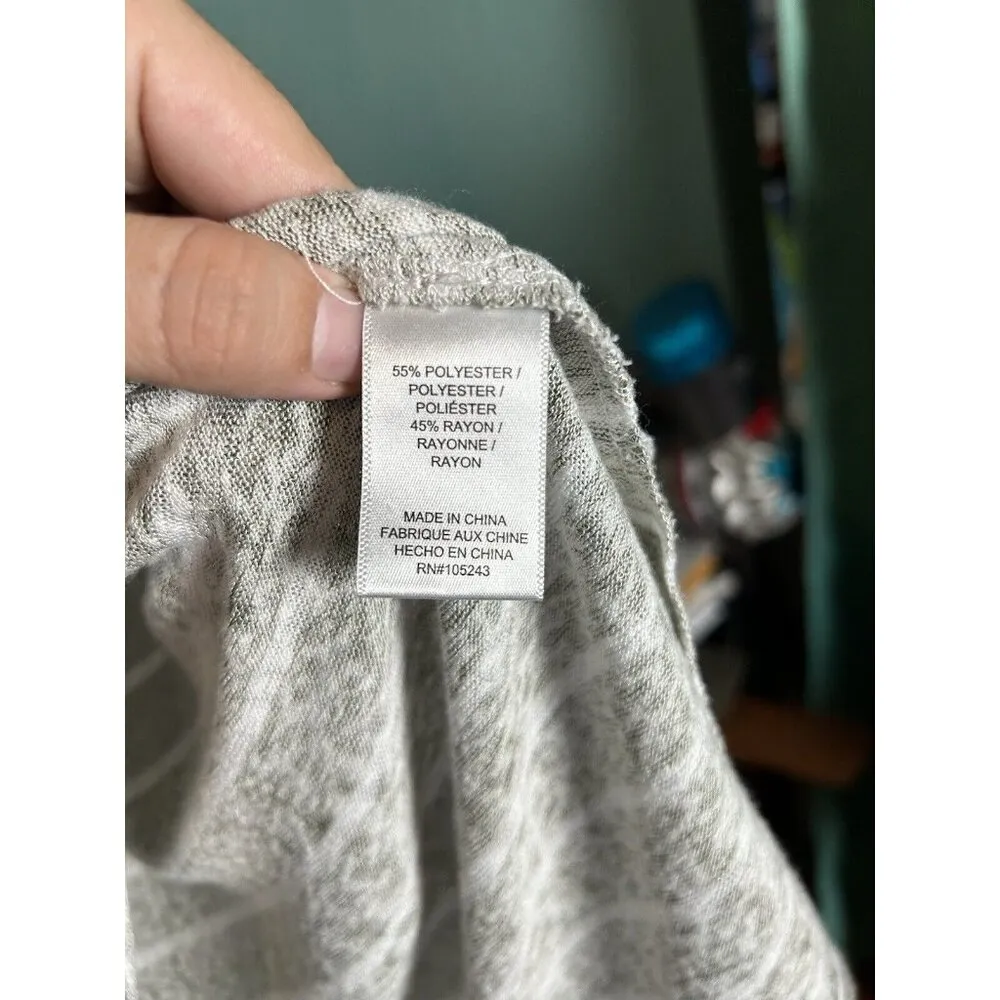 55% POLYESTER /
POLYESTER /
POLIÉSTER
45% RAYON /
RAYONNE /
RAYON
MADE IN CHINA
FABRIQUE AUX CHINE
HECHO EN CHINA
RN#105243